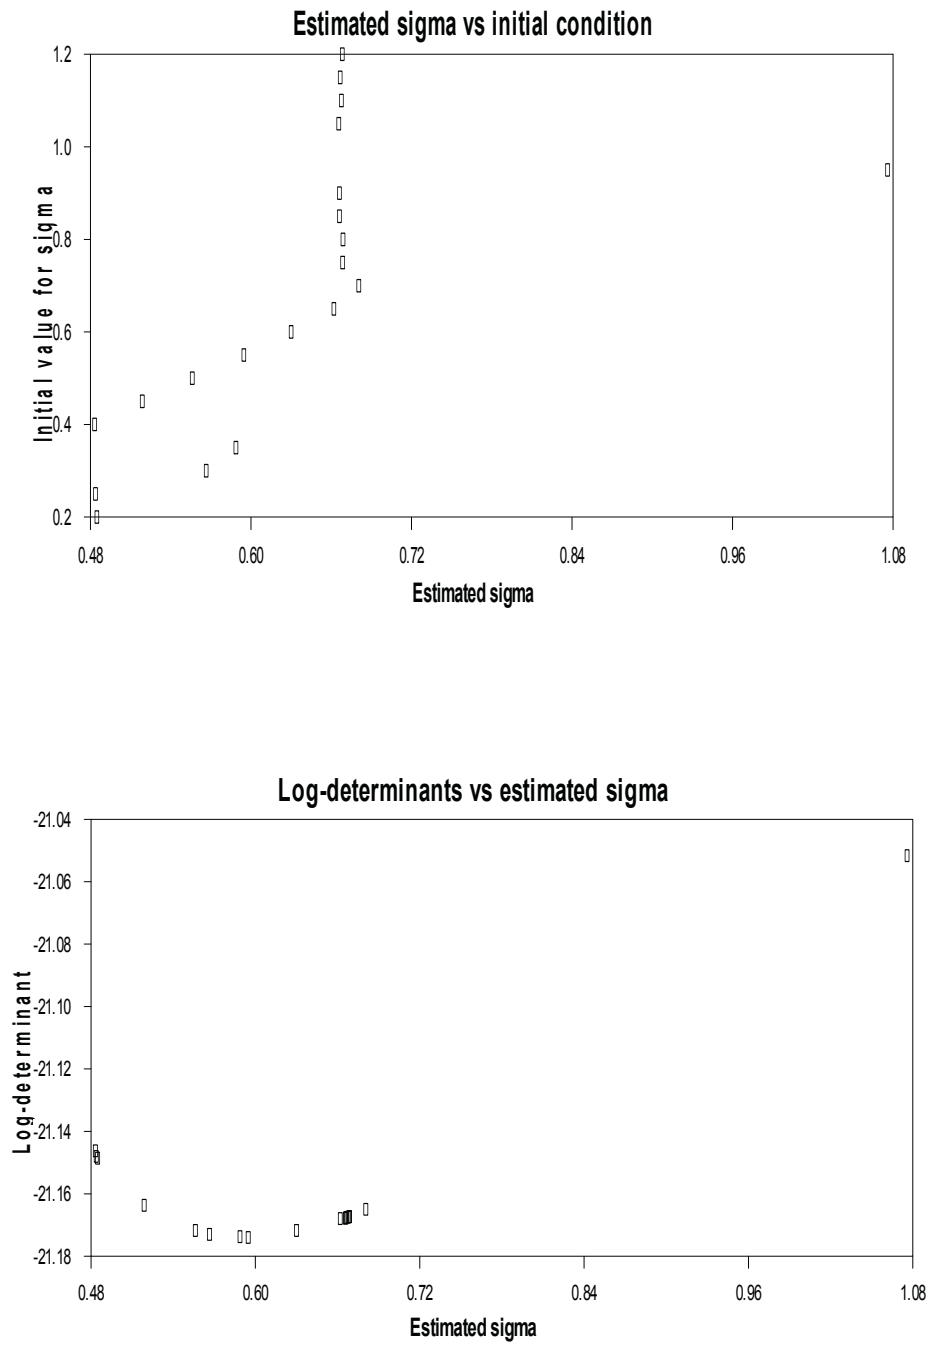 Estimated sigma vs initial condition
1.2
1.0
0.8
0.6
0.4
0.2
Initial value for sigma
0.48 0.60 0.72 0.84 0.96 1.08
Estimated sigma
Log-determinants vs estimated sigma
-21.04
-21.06
-21.08
-21.10
-21.12
-21.14
-21.16
-21.18
Log-determinant
0.48 0.60 0.72 0.84 0.96 1.08
Estimated sigma